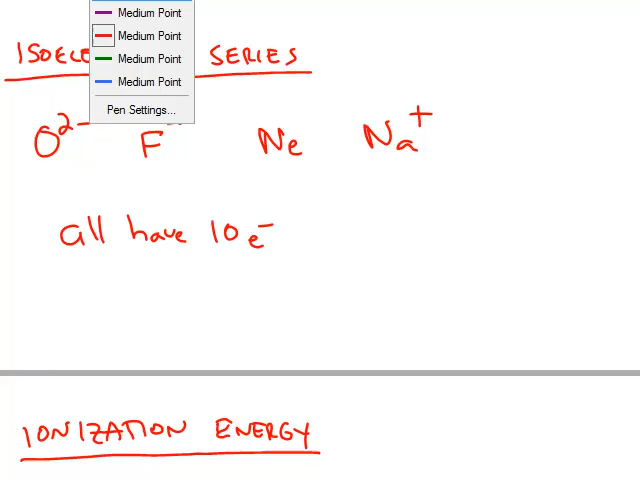 Medium Point
Medium Point
Medium Point
Medium Point
Pen Settings...
SERIES
O²⁻ F Ne Na⁺
all have 10 e⁻
IONIZATION ENERGY